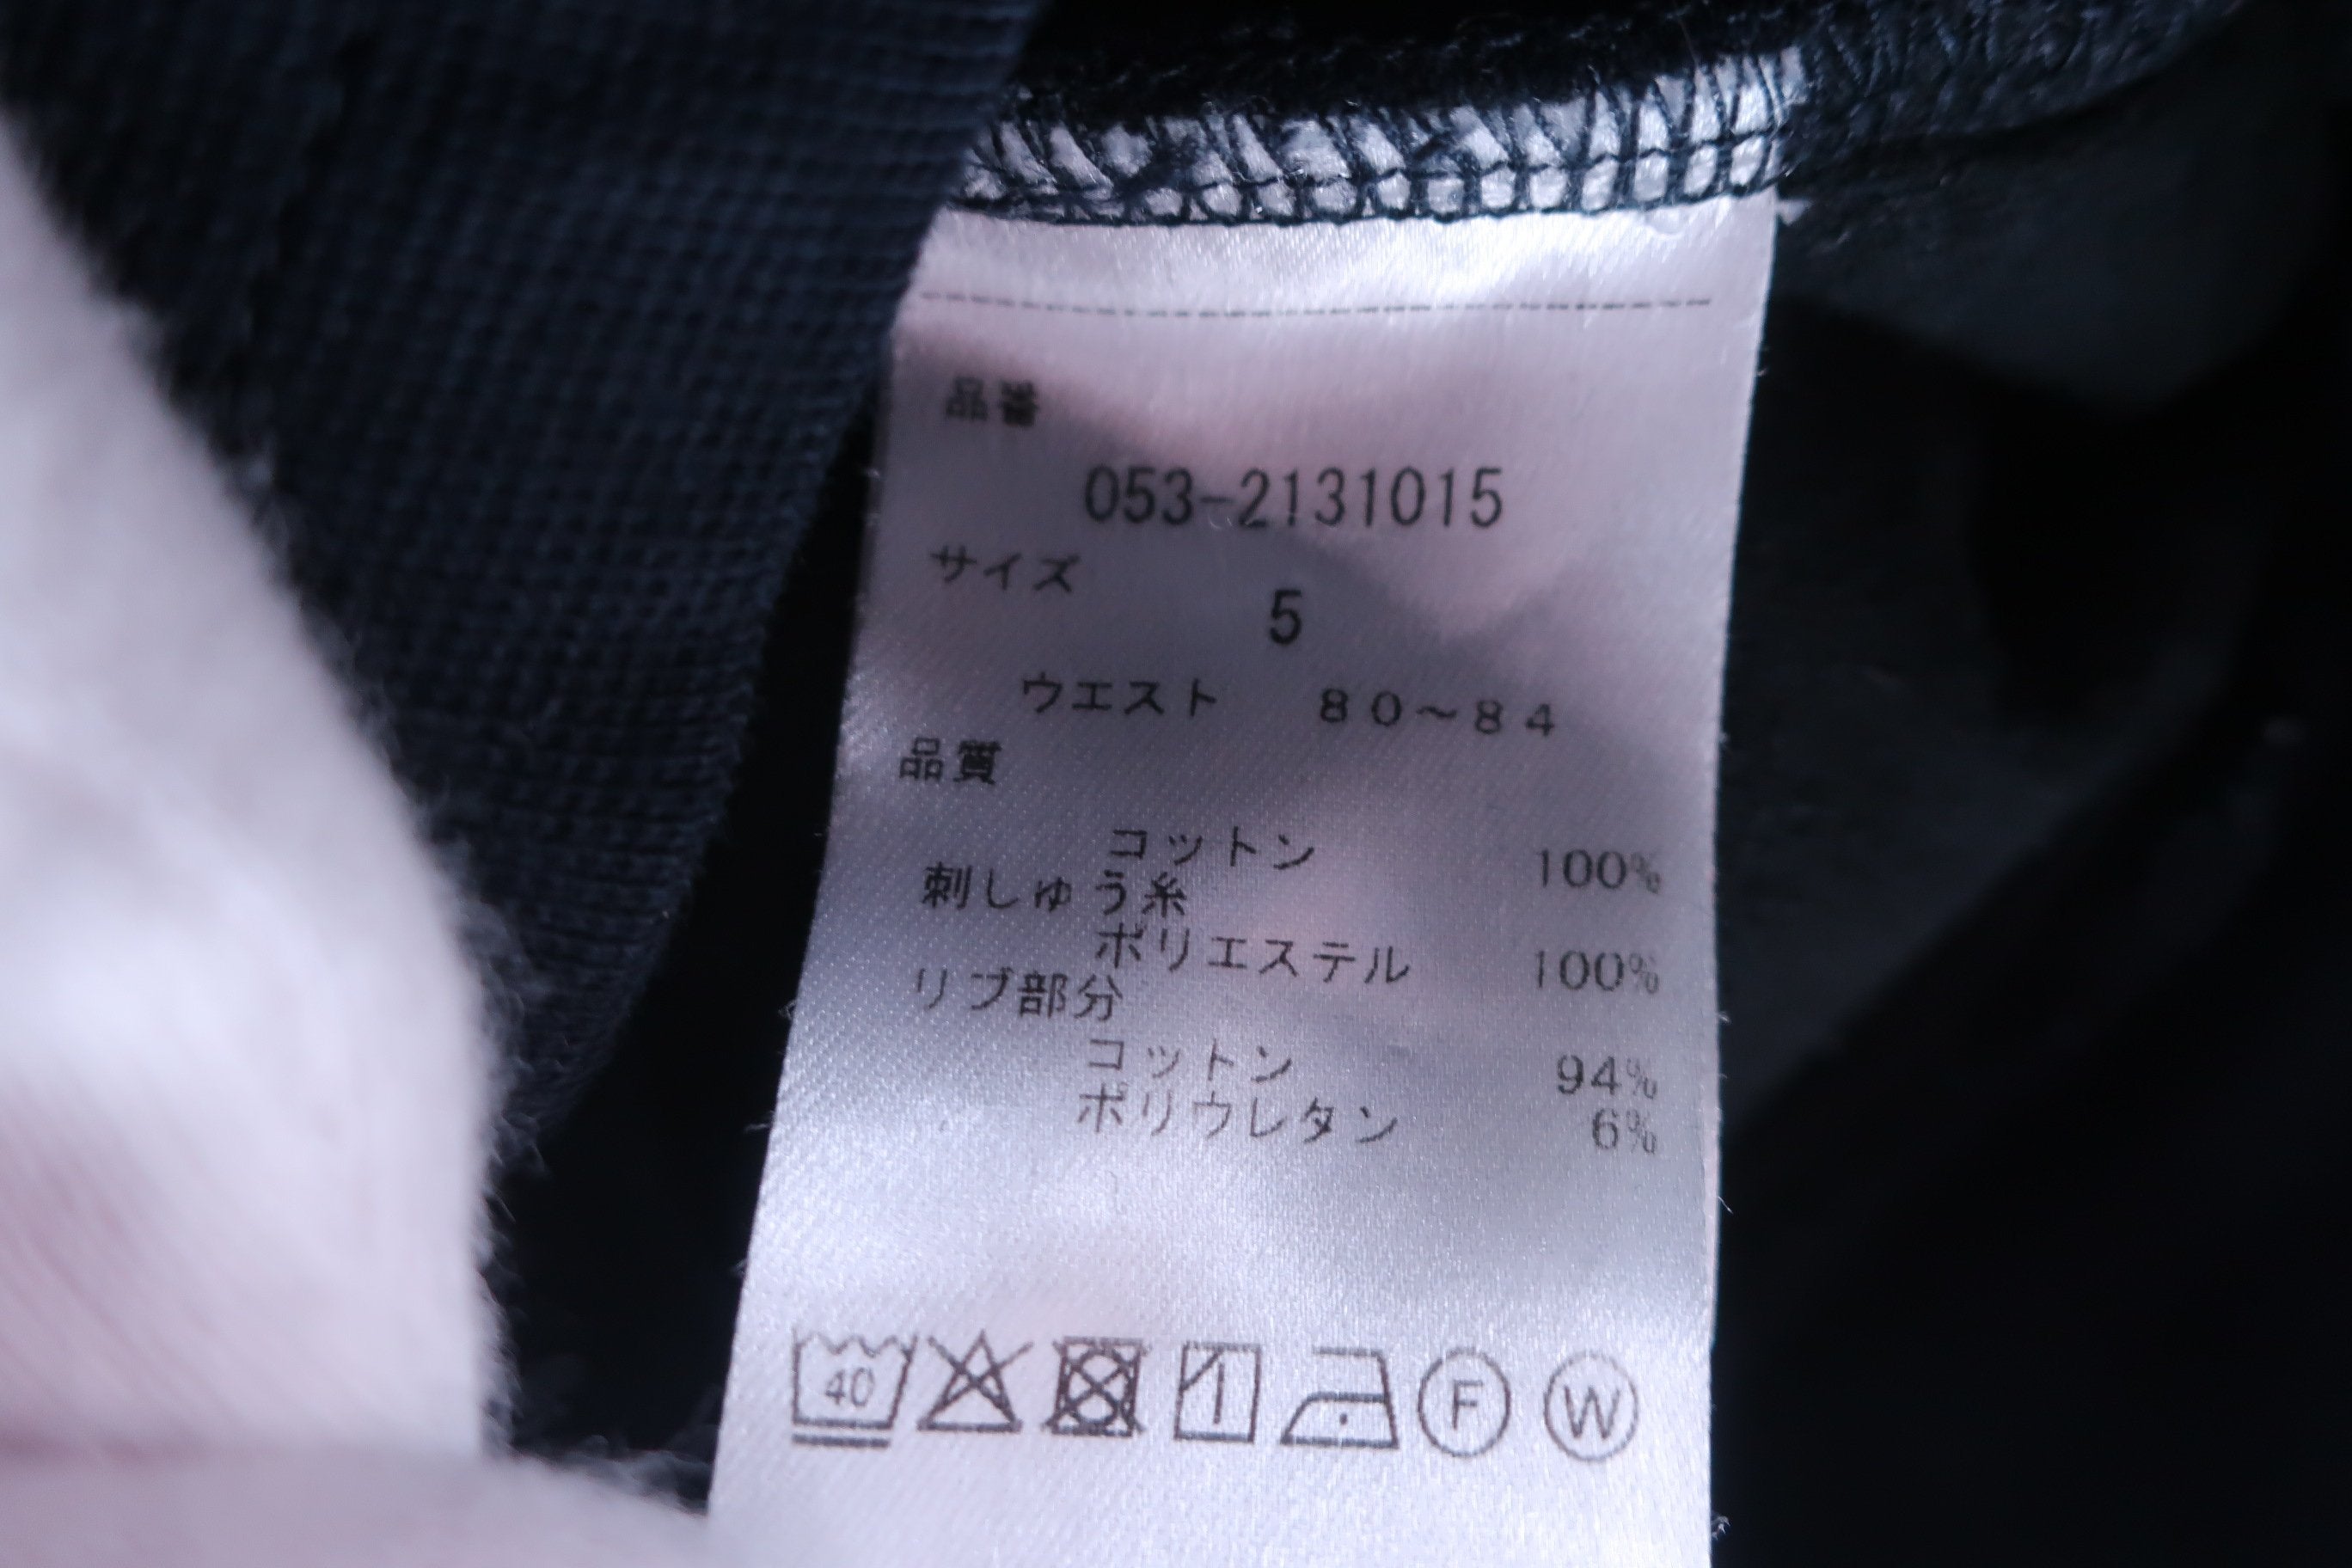 品番
053-2131015
サイズ
5
ウエスト 80~84
品質
コットン 100%
刺しゅう糸
ポリエステル 100%
リブ部分
コットン 94%
ポリウレタン 6%
40 F W